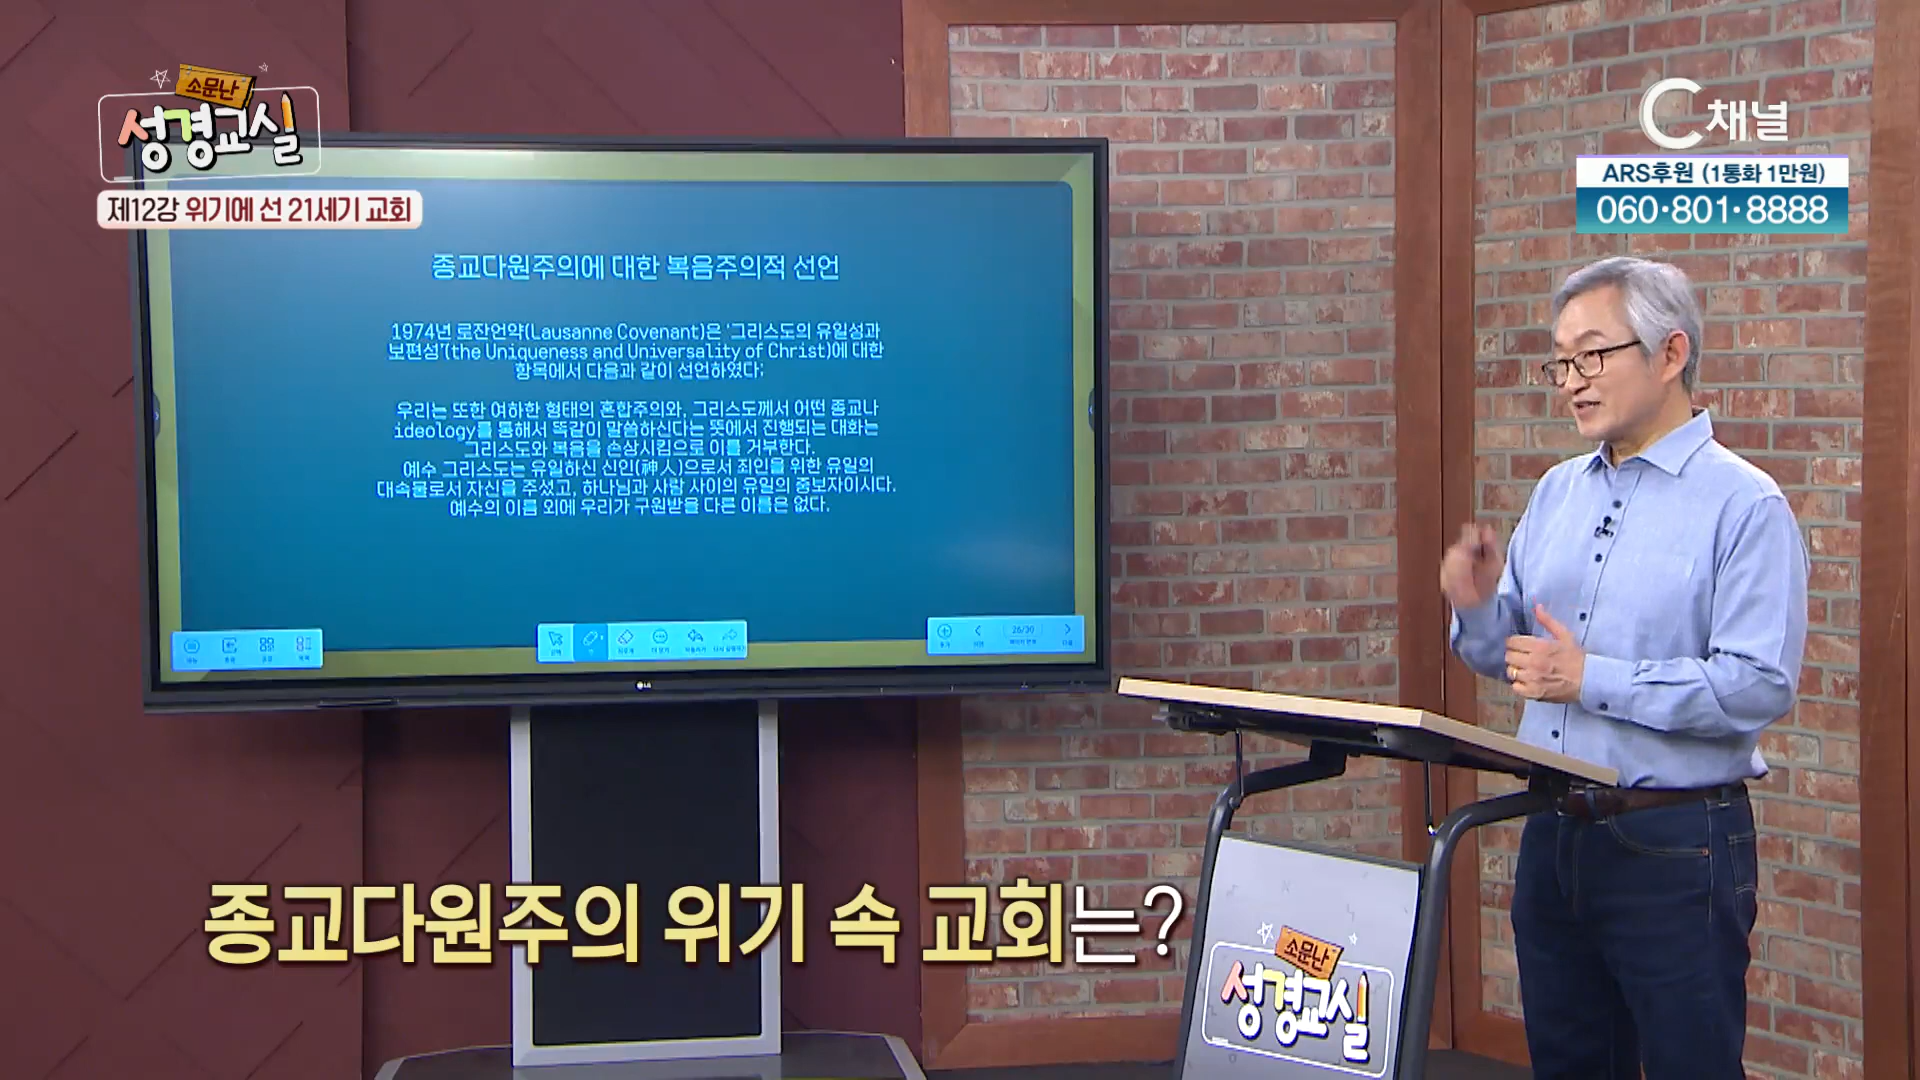 소문난
성경교실
제12강 위기에 선 21세기 교회
C채널
ARS후원 (1통화 1만원)
060·801·8888
종교다원주의에 대한 복음주의적 선언
1974년 로잔언약(Lausanne Covenant)은 '그리스도의 유일성과
보편성'(the Uniqueness and Universality of Christ)에 대한
항목에서 다음과 같이 선언하였다:
우리는 또한 여하한 형태의 혼합주의와, 그리스도께서 어떤 종교나
ideology를 통해서 똑같이 말씀하신다는 뜻에서 진행되는 대화는
그리스도와 복음을 손상시킴으로 이를 거부한다.
예수 그리스도는 유일하신 신인(神人)으로서 죄인을 위한 유일의
대속물로서 자신을 주셨고, 하나님과 사람 사이의 유일의 중보자이시다.
예수의 이름 외에 우리가 구원받을 다른 이름은 없다.
26/30
LG
종교다원주의 위기 속 교회는?
소문난
성경교실